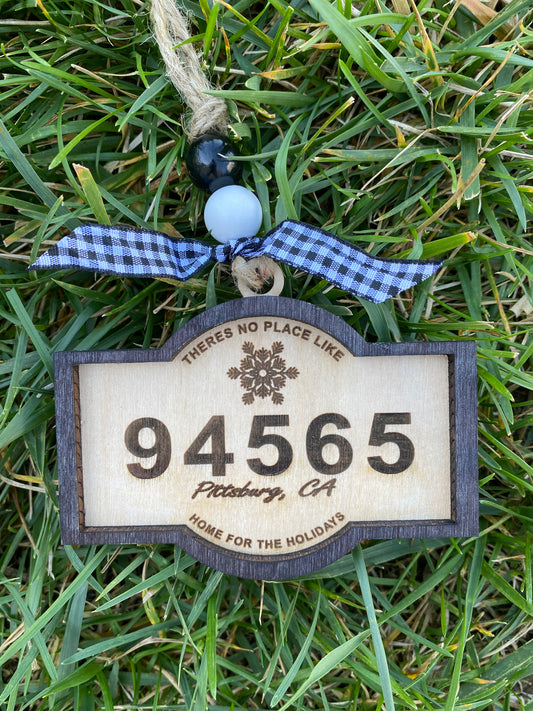 THERES NO PLACE LIKE
94565
Pittsburg, CA
HOME FOR THE HOLIDAYS